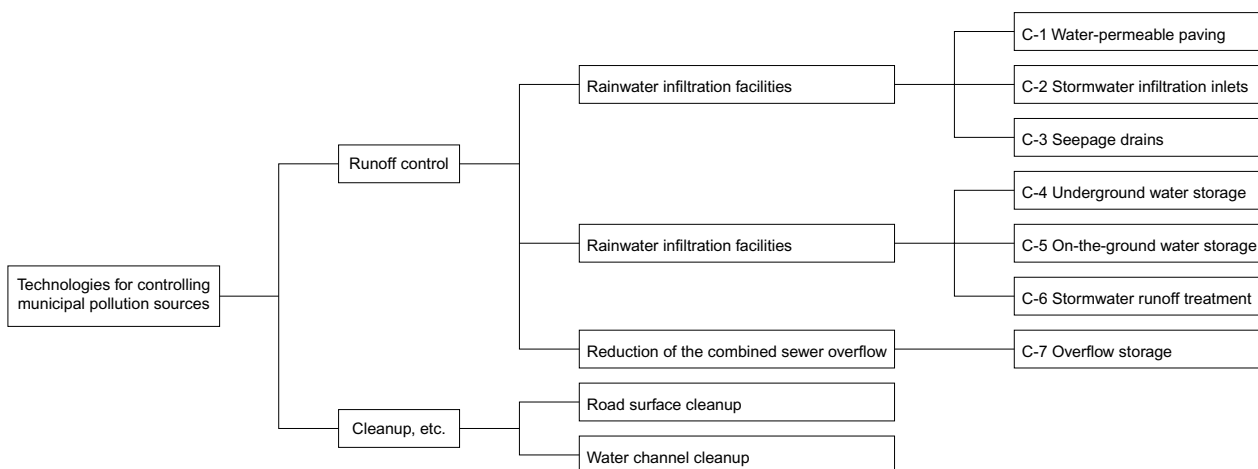 Technologies for controlling
municipal pollution sources
Runoff control
Rainwater infiltration facilities
C-1 Water-permeable paving
C-2 Stormwater infiltration inlets
C-3 Seepage drains
Rainwater infiltration facilities
C-4 Underground water storage
C-5 On-the-ground water storage
C-6 Stormwater runoff treatment
Reduction of the combined sewer overflow
C-7 Overflow storage
Cleanup, etc.
Road surface cleanup
Water channel cleanup